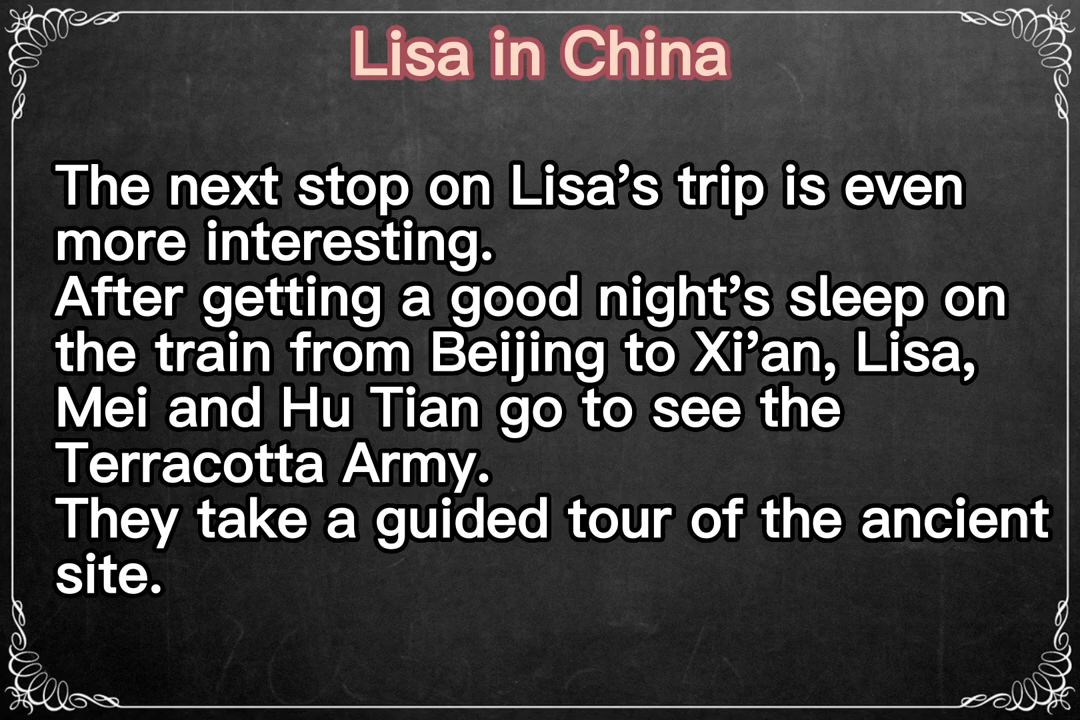 Lisa in China
The next stop on Lisa’s trip is even
more interesting.
After getting a good night’s sleep on
the train from Beijing to Xi’an, Lisa,
Mei and Hu Tian go to see the
Terracotta Army.
They take a guided tour of the ancient
site.